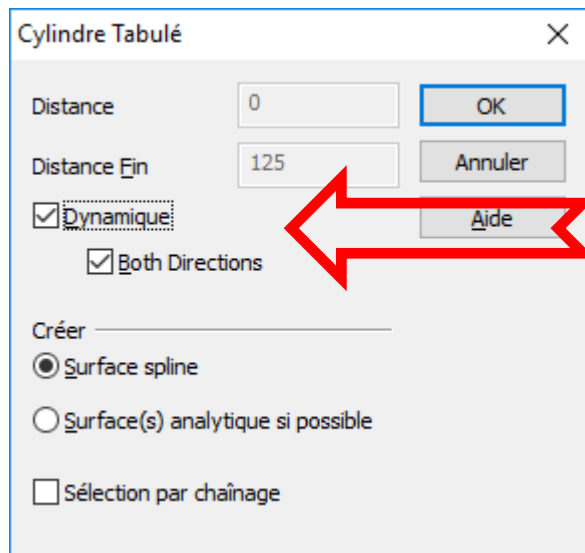 Cylindre Tabulé
Distance 0 OK
Distance Fin 125 Annuler
Dynamique Aide
Both Directions
Créer
Surface spline
Surface(s) analytique si possible
Sélection par chaînage